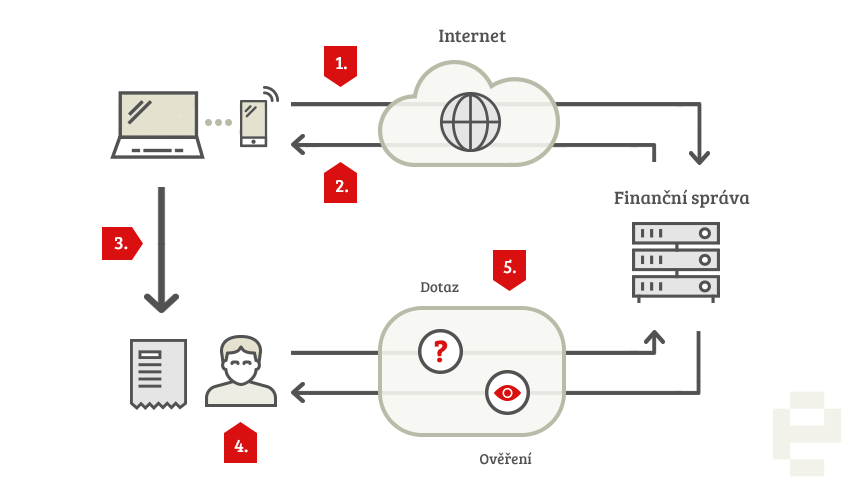 Internet
1.
2.
Finanční správa
3.
5.
Dotaz
?
4.
Ověření
e